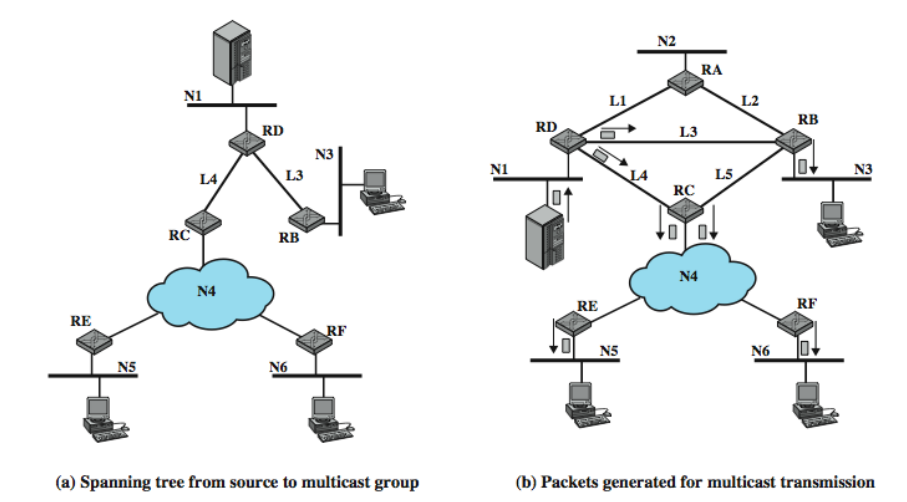 N1
RD
N3
L4
L3
RC
RB
N4
RE
RF
N5
N6
(a) Spanning tree from source to multicast group
N2
RA
L1
L2
RD
RB
L3
N1
L4
L5
N3
RC
N4
RE
RF
N5
N6
(b) Packets generated for multicast transmission